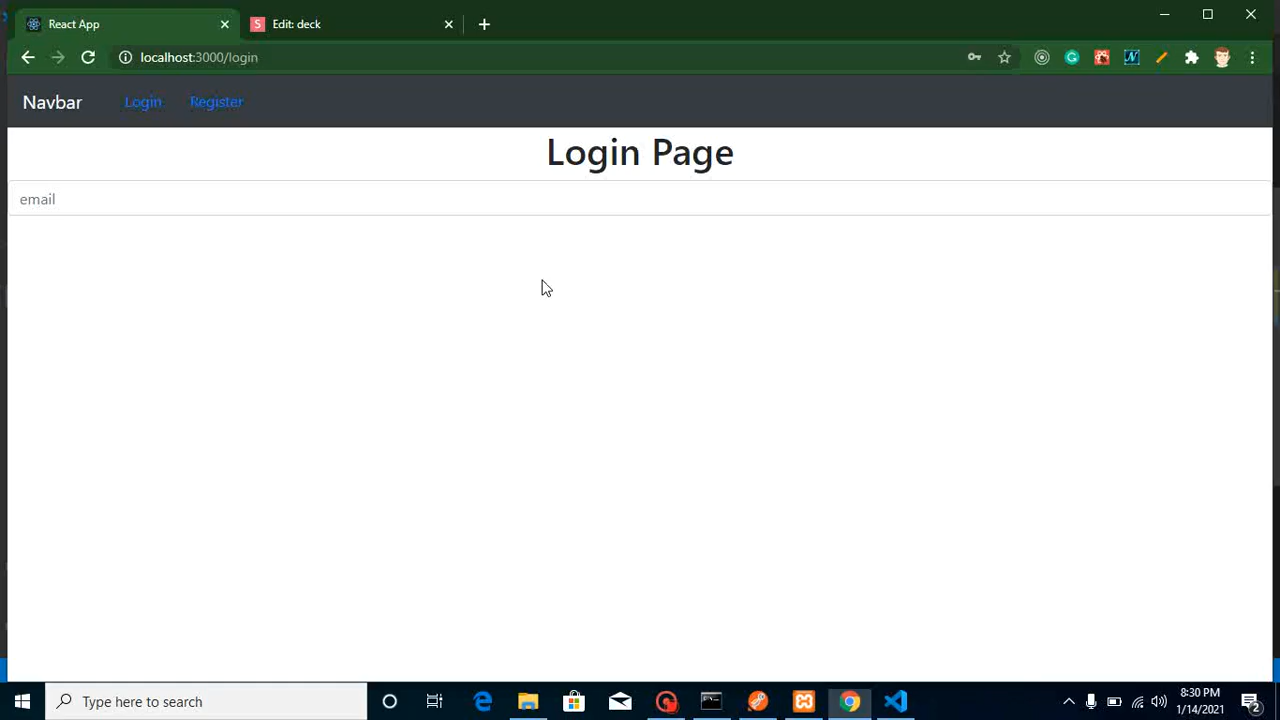 React App
S Edit: deck
localhost:3000/login
Navbar Login Register
Login Page
email
Type here to search
8:30 PM
1/14/2021
2